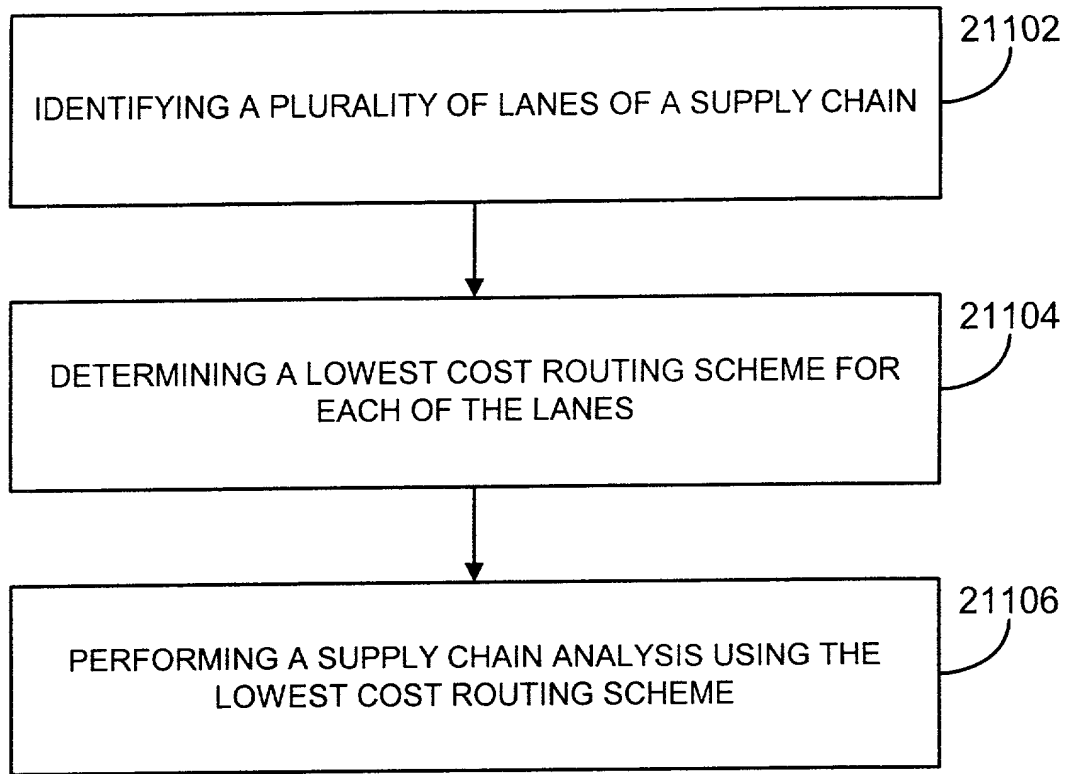 21102
IDENTIFYING A PLURALITY OF LANES OF A SUPPLY CHAIN
21104
DETERMINING A LOWEST COST ROUTING SCHEME FOR
EACH OF THE LANES
21106
PERFORMING A SUPPLY CHAIN ANALYSIS USING THE
LOWEST COST ROUTING SCHEME